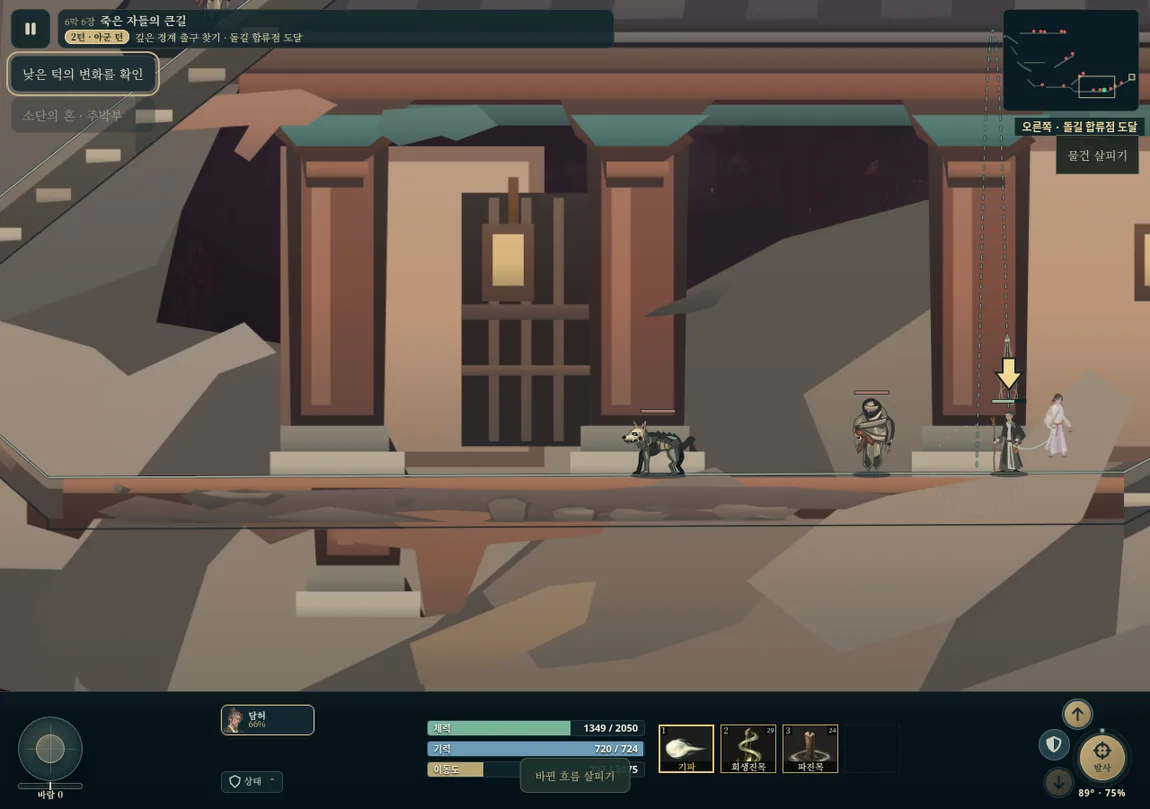 6막 6장 죽은 자들의 큰길
2턴 · 아군 턴 깊은 경계 출구 찾기 · 돌길 합류점 도달
낮은 턱의 변화를 확인
소단의 혼 · 주박부
오른쪽 · 돌길 합류점 도달
물건 살피기
담허
66%
상태
바람 0
체력 1349 / 2050
기력 720 / 724
이동도
75
바뀐 흐름 살피기
1 기파
2 29 회생진목
3 24 파진목
발사
89° · 75%